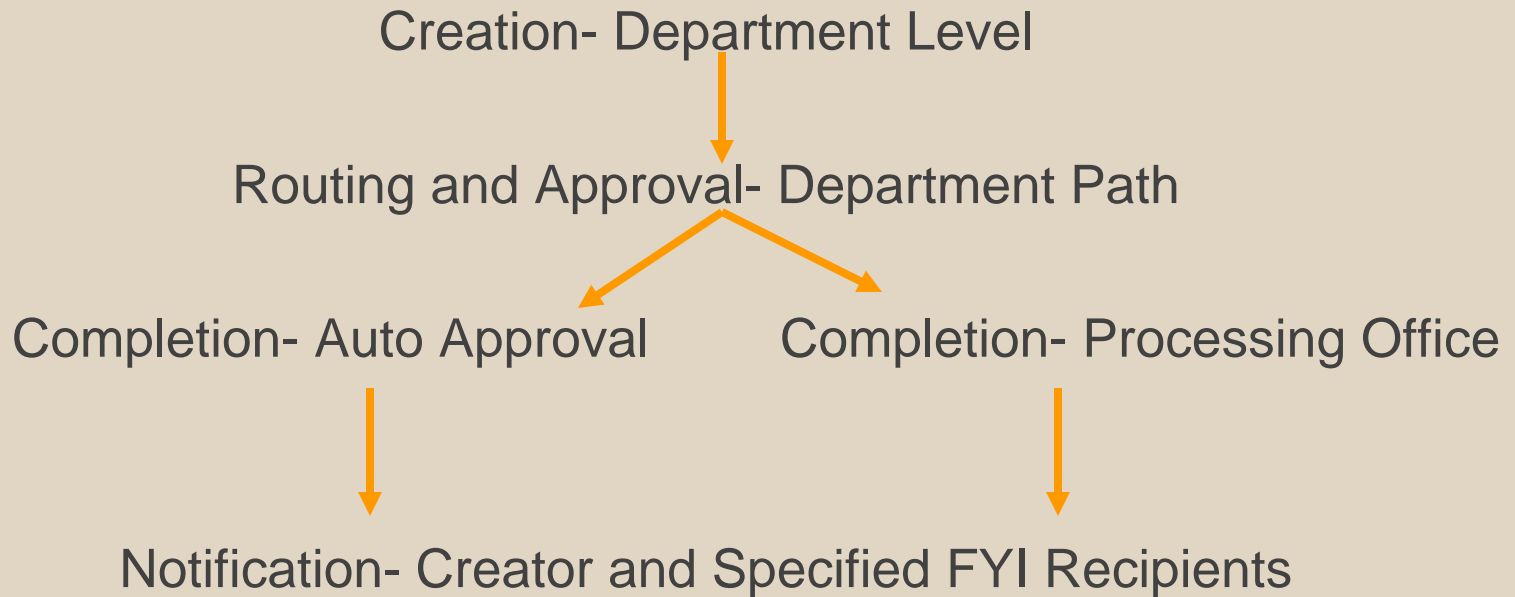 Creation- Department Level
Routing and Approval- Department Path
Completion- Auto Approval
Completion- Processing Office
Notification- Creator and Specified FYI Recipients